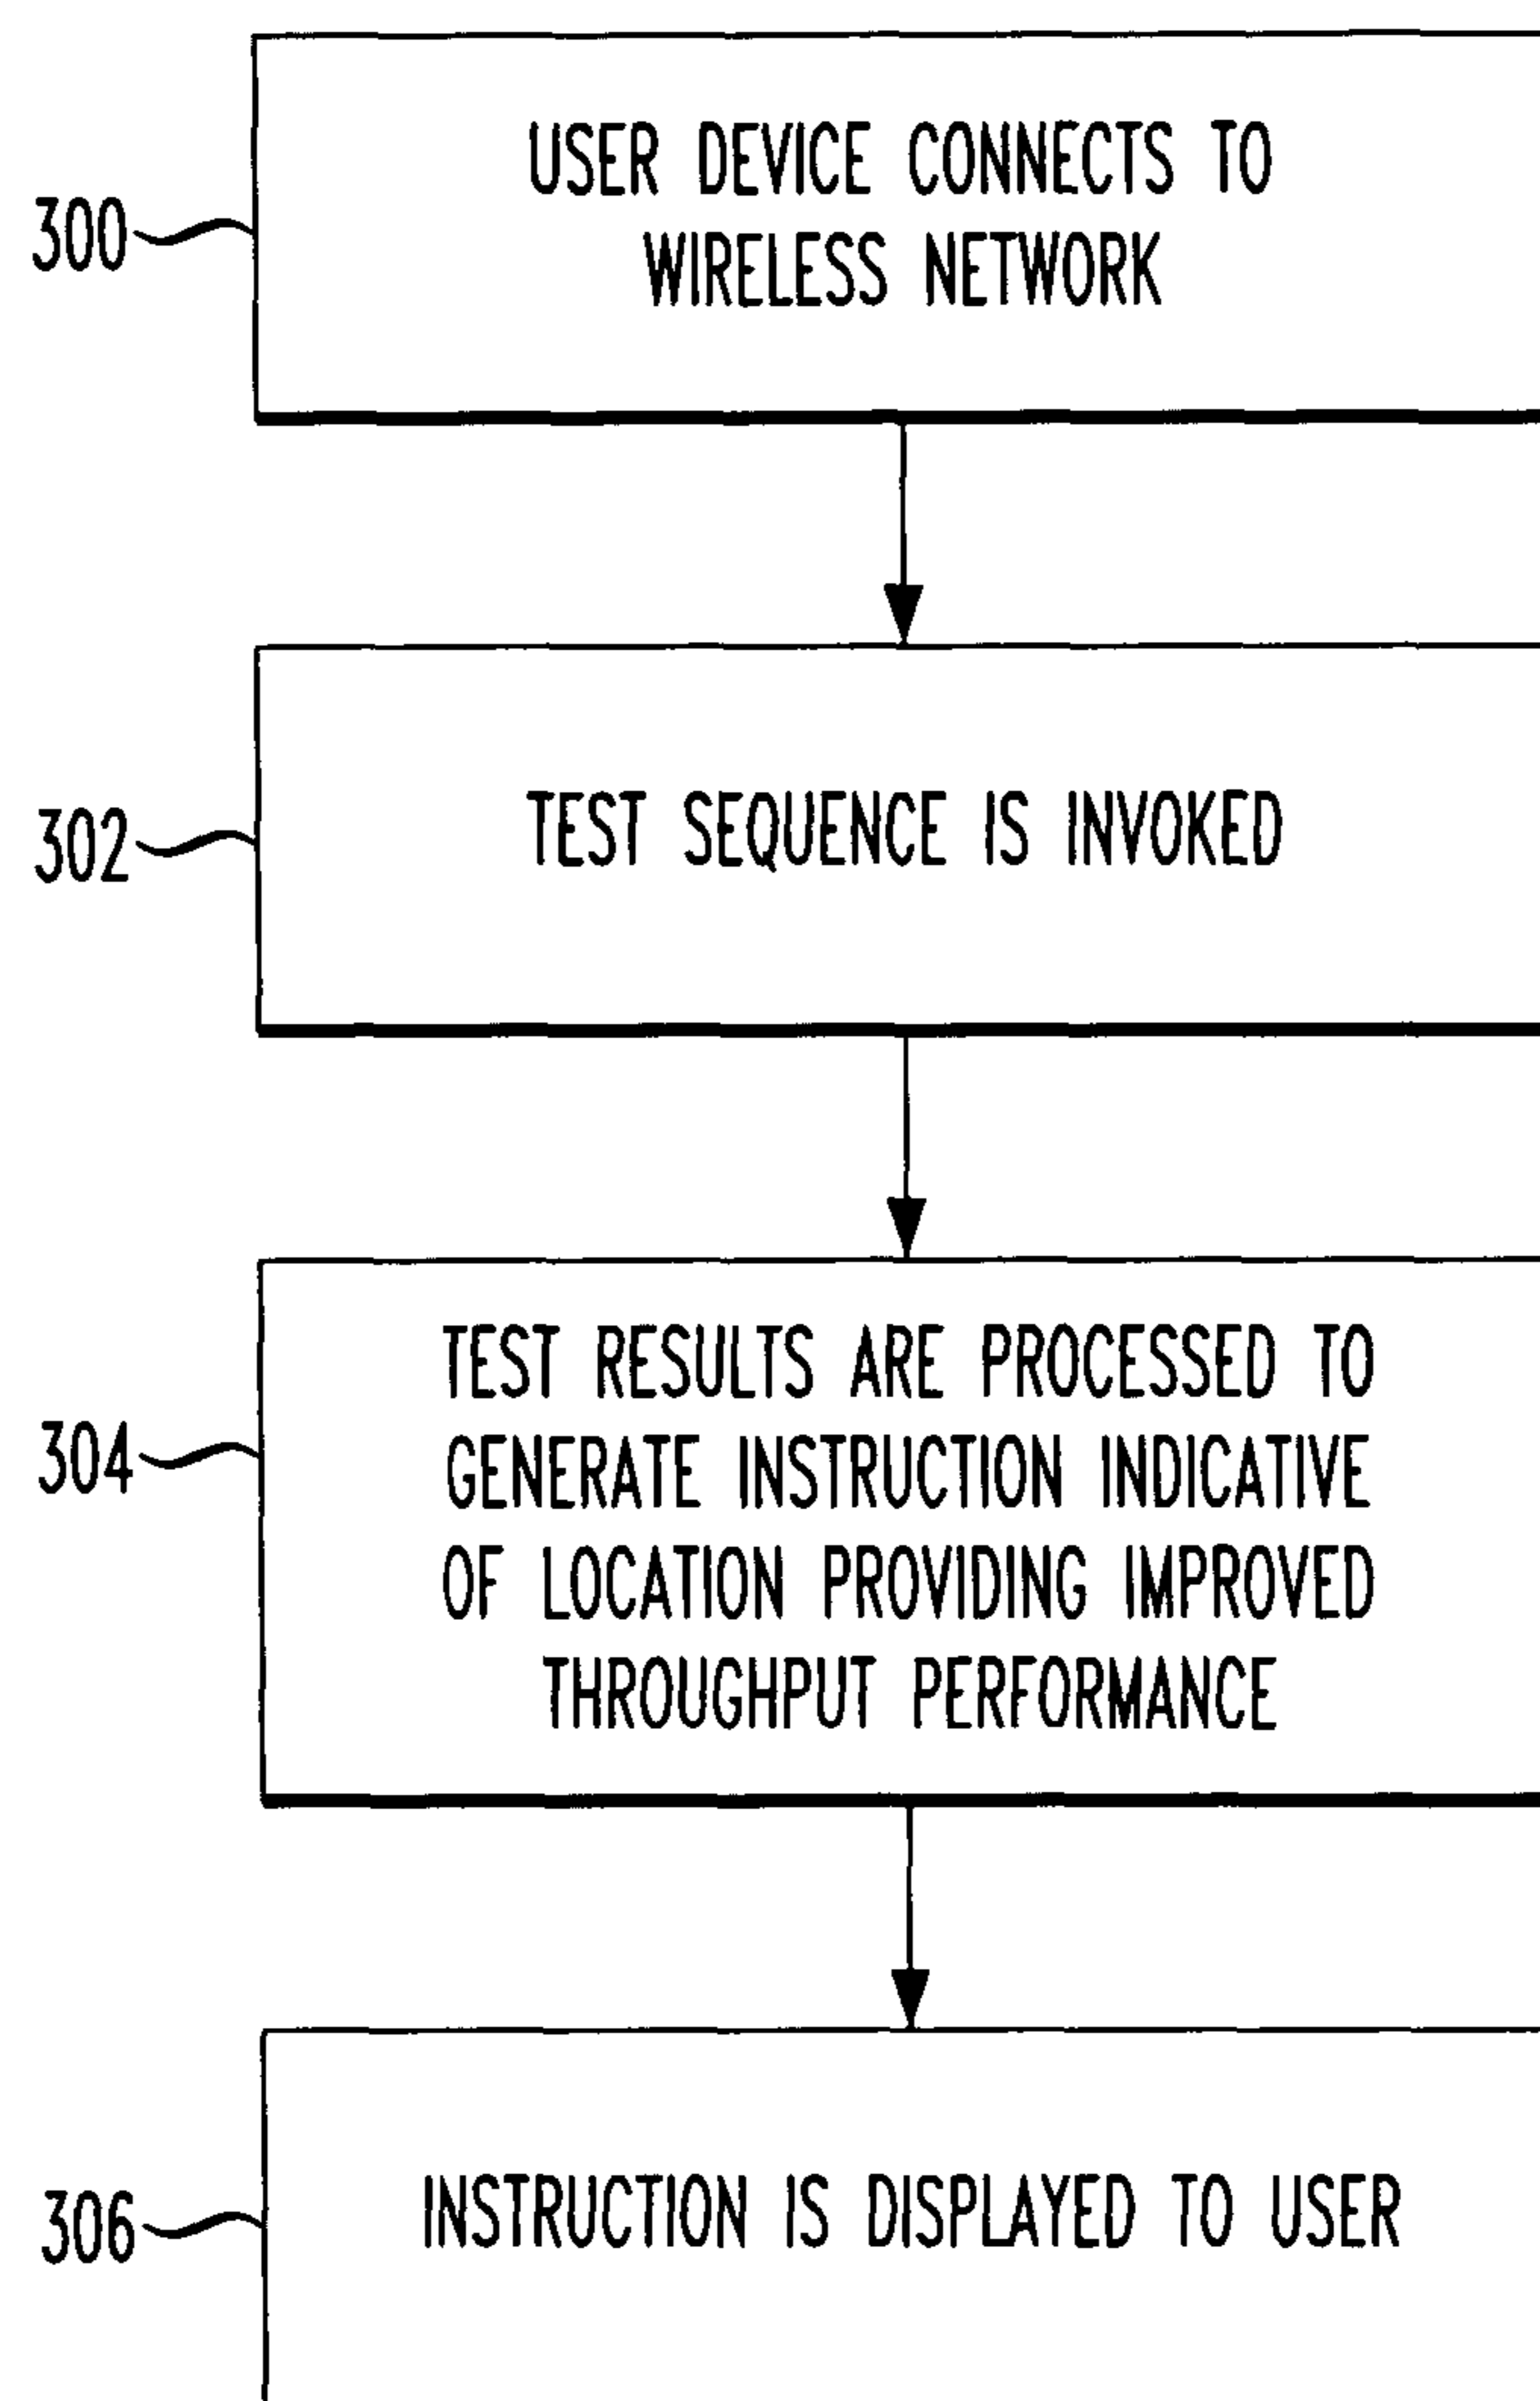 USER DEVICE CONNECTS TO
WIRELESS NETWORK
300
TEST SEQUENCE IS INVOKED
302
TEST RESULTS ARE PROCESSED TO
GENERATE INSTRUCTION INDICATIVE
OF LOCATION PROVIDING IMPROVED
THROUGHPUT PERFORMANCE
304
INSTRUCTION IS DISPLAYED TO USER
306